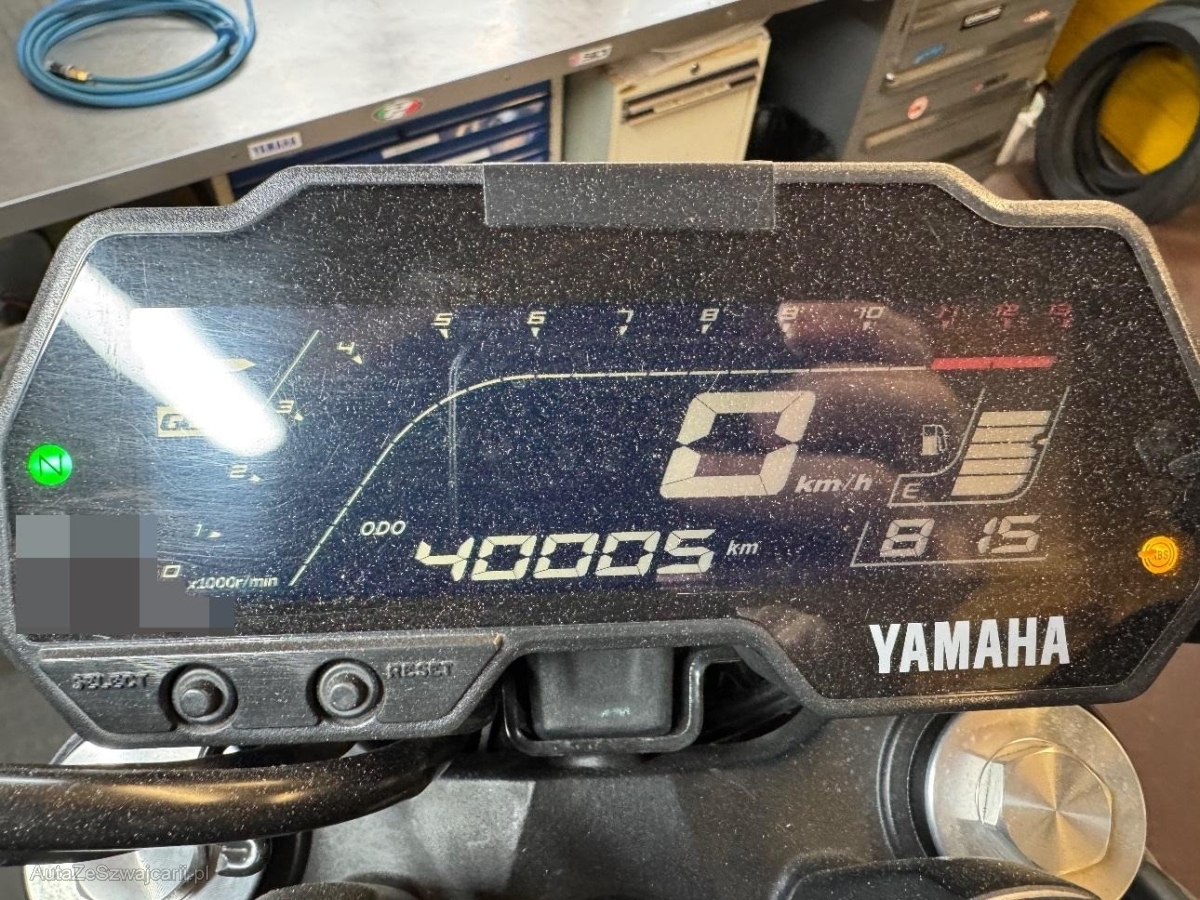 YAMAHA
5 6 7 8 9 10 11 12 13
4
3
2
1
0
x1000r/min
N
0 km/h
E
ODO 40005 km
8 15
ABS
YAMAHA
SELECT
RESET
AutaZeSzwajcarii.pl